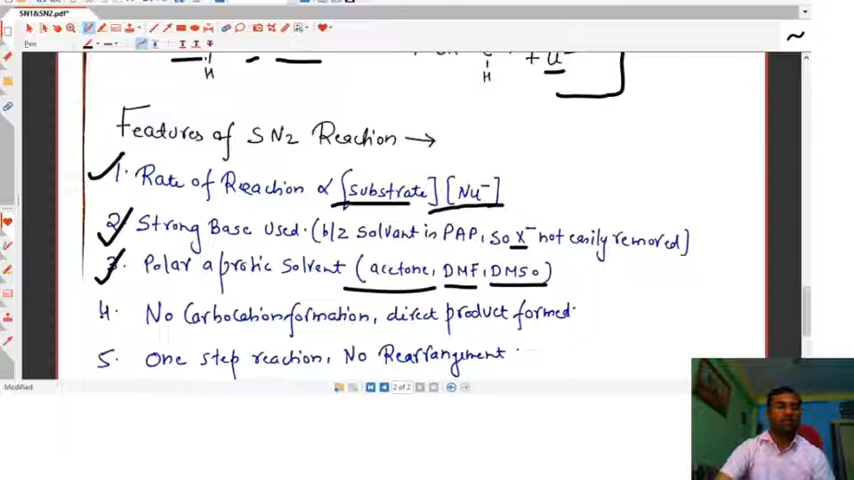 SN1&SN2.pdf*
Pen
H
H
+ U⁻
Features of SN2 Reaction →
1. Rate of Reaction ∝ [substrate] [Nu⁻]
2. Strong Base Used. (b/z solvent in PAP, so X⁻ not easily removed]
3. Polar aprotic Solvent (acetone, DMF, DMSO)
4. No Carbocation formation, direct product formed.
5. One step reaction, No Rearrangement.
Modified
2 of 2